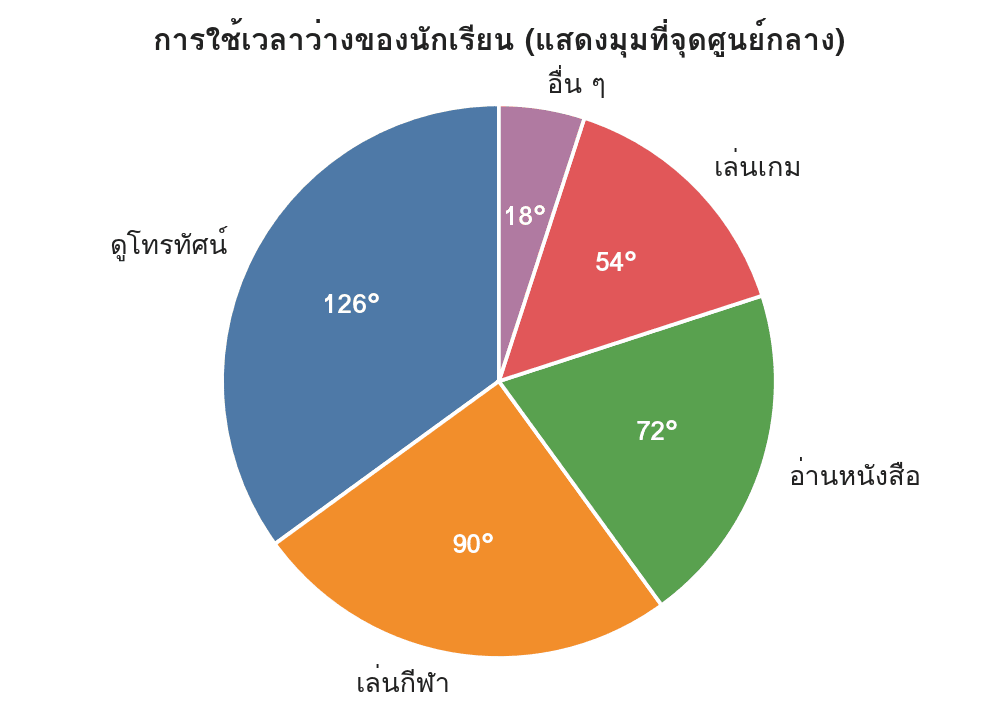 การใช้เวลาว่างของนักเรียน (แสดงมุมที่จุดศูนย์กลาง)
อื่น ๆ
เล่นเกม
18°
ดูโทรทัศน์
54°
126°
72°
อ่านหนังสือ
90°
เล่นกีฬา